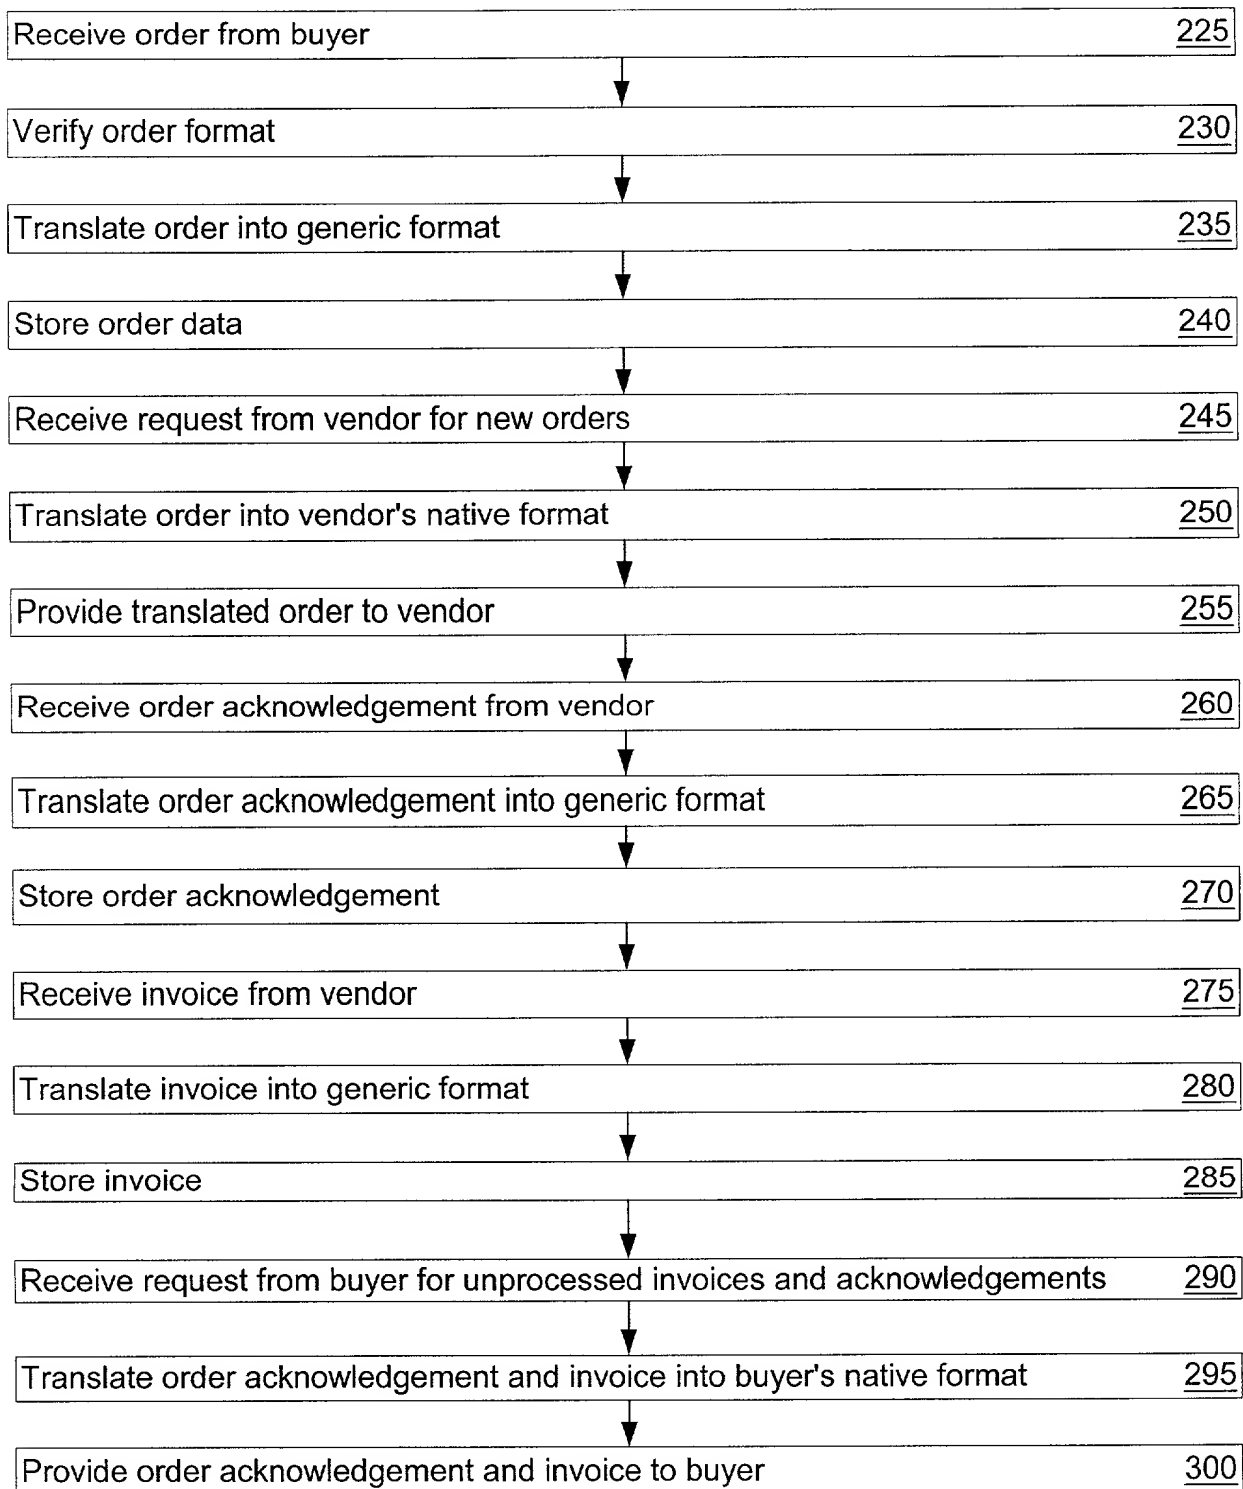 Receive order from buyer 225
Verify order format 230
Translate order into generic format 235
Store order data 240
Receive request from vendor for new orders 245
Translate order into vendor's native format 250
Provide translated order to vendor 255
Receive order acknowledgement from vendor 260
Translate order acknowledgement into generic format 265
Store order acknowledgement 270
Receive invoice from vendor 275
Translate invoice into generic format 280
Store invoice 285
Receive request from buyer for unprocessed invoices and acknowledgements 290
Translate order acknowledgement and invoice into buyer's native format 295
Provide order acknowledgement and invoice to buyer 300